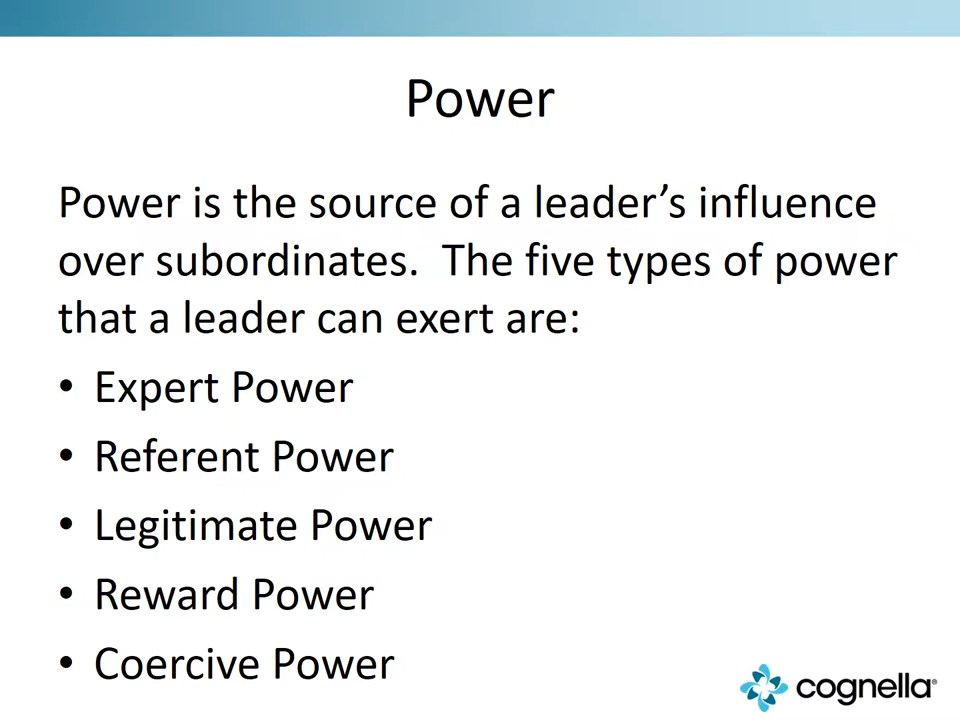 Power
Power is the source of a leader’s influence
over subordinates.  The five types of power
that a leader can exert are:
• Expert Power
• Referent Power
• Legitimate Power
• Reward Power
• Coercive Power
cognella®